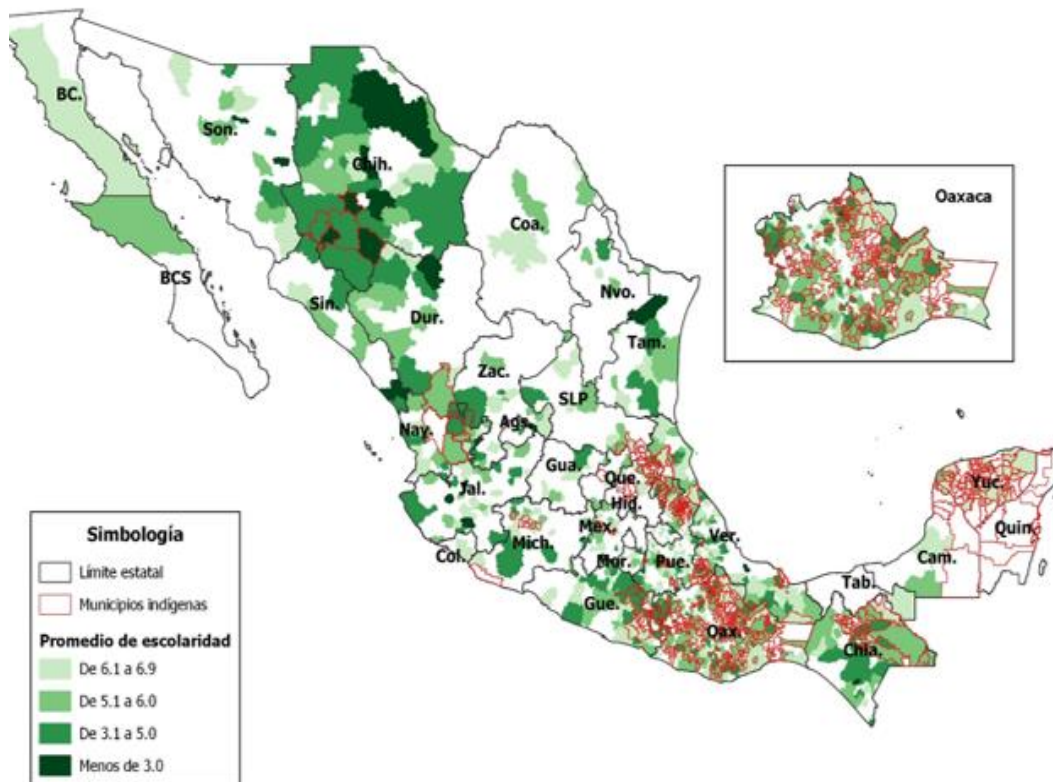 BC.
Son.
Chih.
Coa.
BCS
Sin.
Dur.
Nvo.
Tam.
Zac.
SLP
Nay.
Ags.
Gua.
Que.
Hid.
Jal.
Mex.
Col.
Mich.
Mor.
Pue.
Ver.
Gue.
Oax.
Tab.
Chia.
Cam.
Yuc.
Quin.
Oaxaca
Simbología
Límite estatal
Municipios indígenas
Promedio de escolaridad
De 6.1 a 6.9
De 5.1 a 6.0
De 3.1 a 5.0
Menos de 3.0